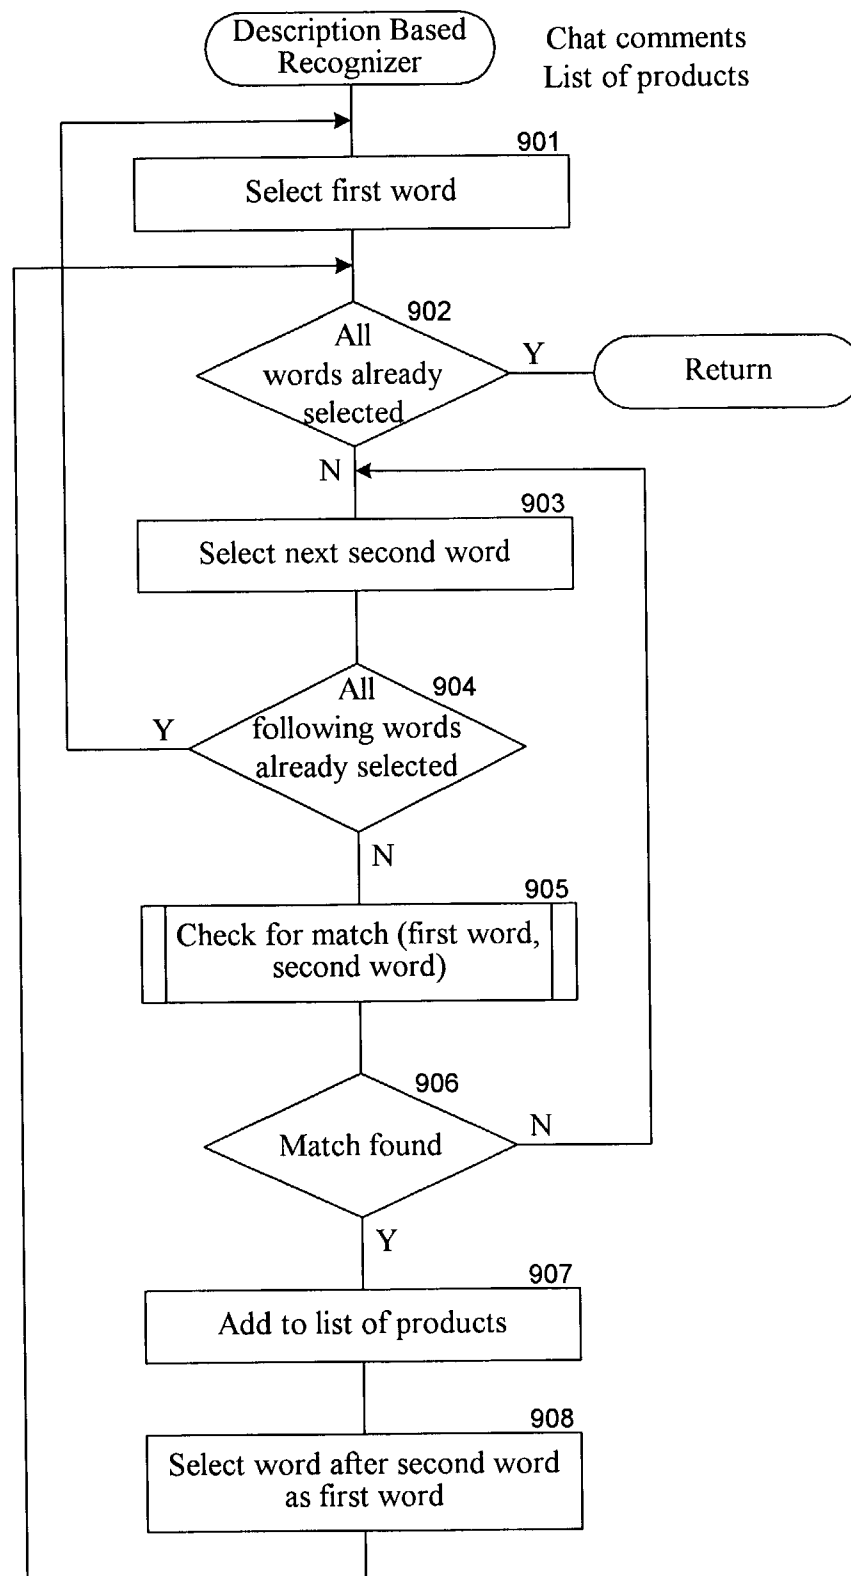 Description Based
Recognizer
Chat comments
List of products
901
Select first word
902
All
words already
selected
Y
Return
N
903
Select next second word
904
All
following words
already selected
Y
N
905
Check for match (first word,
second word)
906
Match found
N
Y
907
Add to list of products
908
Select word after second word
as first word